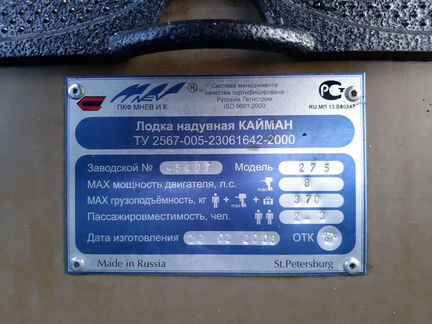 ПКФ МНЕВ И К
®
Система менеджмента
качества сертифицирована
Русским Регистром
ISO 9001:2000
РСТ
RU.МП 13.В80247
Лодка надувная КАЙМАН
ТУ 2567-005-23061642-2000
Заводской № Модель 275
МАХ мощность двигателя, л.с. 8
МАХ грузоподъёмность, кг 370
Пассажировместимость, чел. 2 3
Дата изготовления ОТК
Made in Russia St.Petersburg